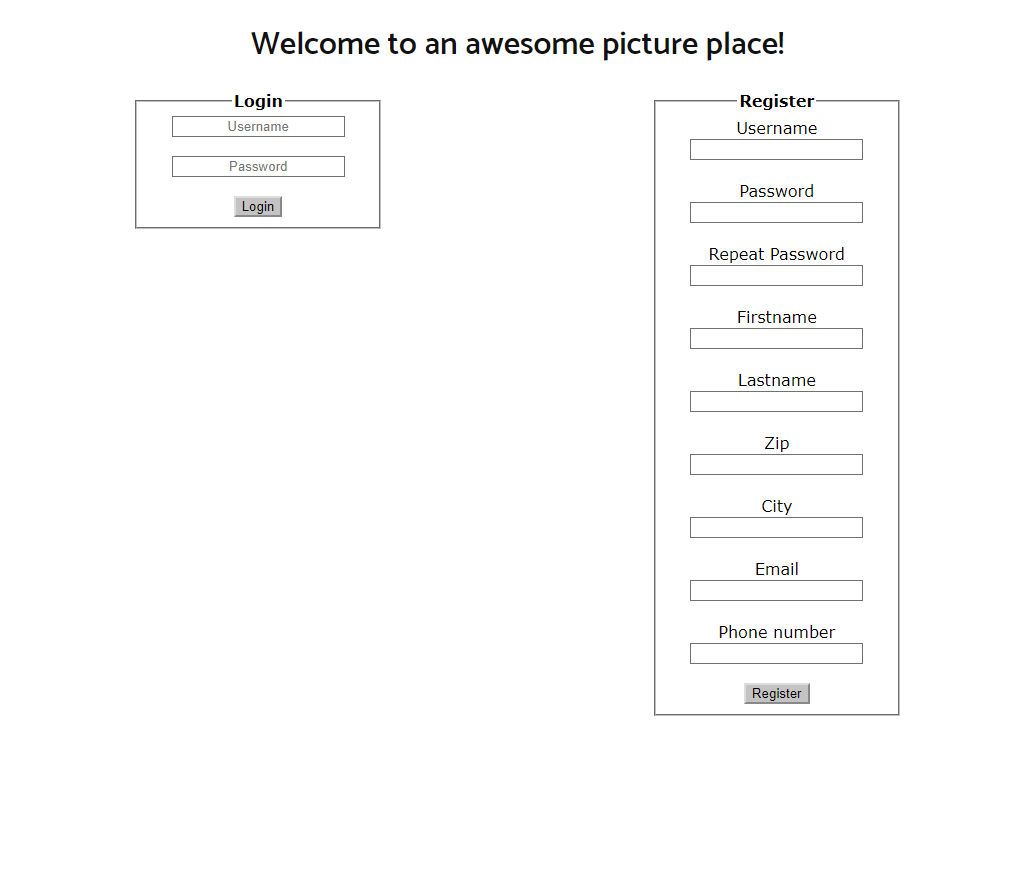 Welcome to an awesome picture place!
Login
Username
Password
Login
Register
Username
Password
Repeat Password
Firstname
Lastname
Zip
City
Email
Phone number
Register